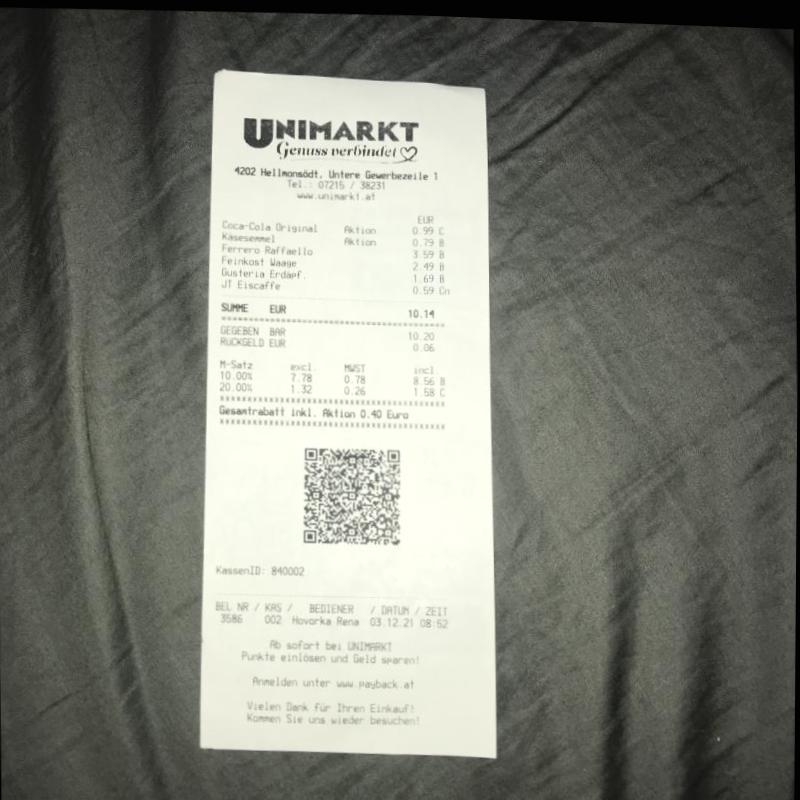 UNIMARKT
Genuss verbindet
4202 Hellmonsödt, Untere Gewerbezeile 1
Tel.: 07215 / 38231
www.unimarkt.at
EUR
Coca-Cola Original Aktion 0.99 C
Käsesemmel Aktion 0.79 B
Ferrero Raffaello 3.59 B
Feinkost Waage 2.49 B
Gusteria Erdäpf. 1.69 B
JT Eiscaffe 0.59 Cn
SUMME EUR 10.14
GEGEBEN BAR 10.20
RÜCKGELD EUR 0.06
M-Satz excl. MWST incl.
10.00% 7.78 0.78 8.56 B
20.00% 1.32 0.26 1.58 C
Gesamtrabatt inkl. Aktion 0.40 Euro
KassenID: 840002
BEL NR / KAS / BEDIENER / DATUM / ZEIT
3586 002 Hovorka Rena 03.12.21 08:52
Ab sofort bei UNIMARKT
Punkte einlösen und Geld sparen!
Anmelden unter www.payback.at
Vielen Dank für Ihren Einkauf!
Kommen Sie uns wieder besuchen!